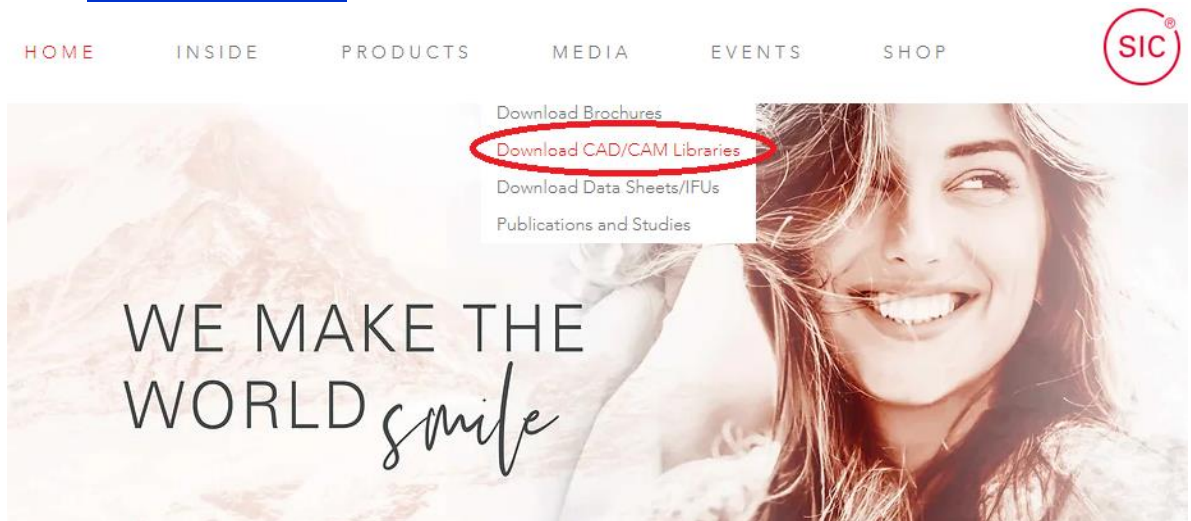 HOME INSIDE PRODUCTS MEDIA EVENTS SHOP
SIC®
Download Brochures
Download CAD/CAM Libraries
Download Data Sheets/IFUs
Publications and Studies
WE MAKE THE
WORLD smile